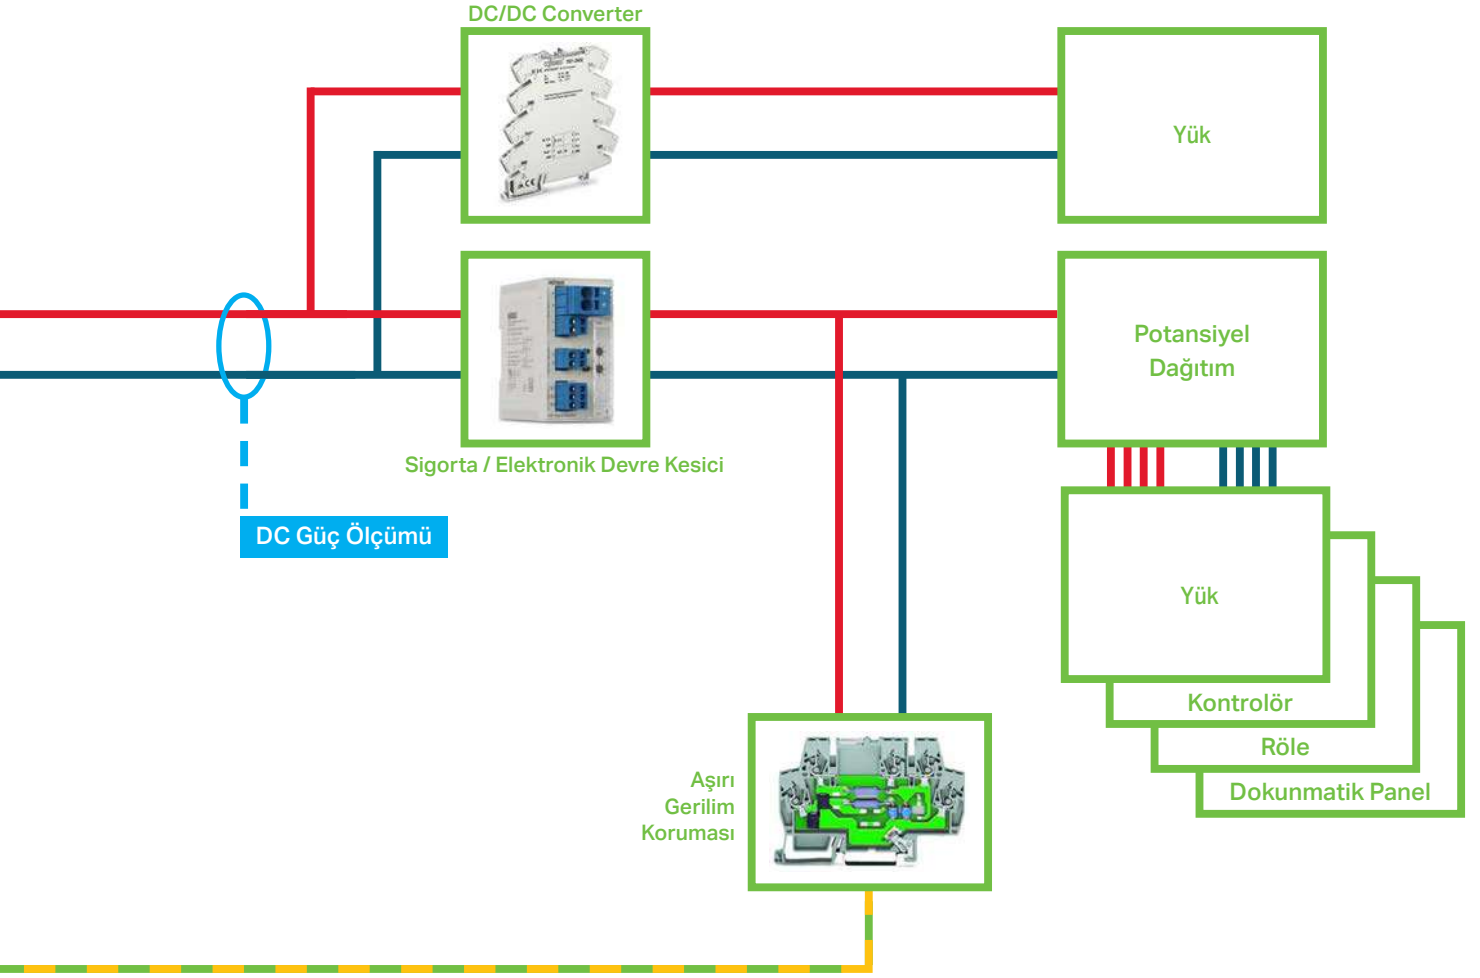 DC/DC Converter
Yük
Potansiyel
Dağıtım
Sigorta / Elektronik Devre Kesici
DC Güç Ölçümü
Yük
Kontrolör
Röle
Dokunmatik Panel
Aşırı
Gerilim
Koruması